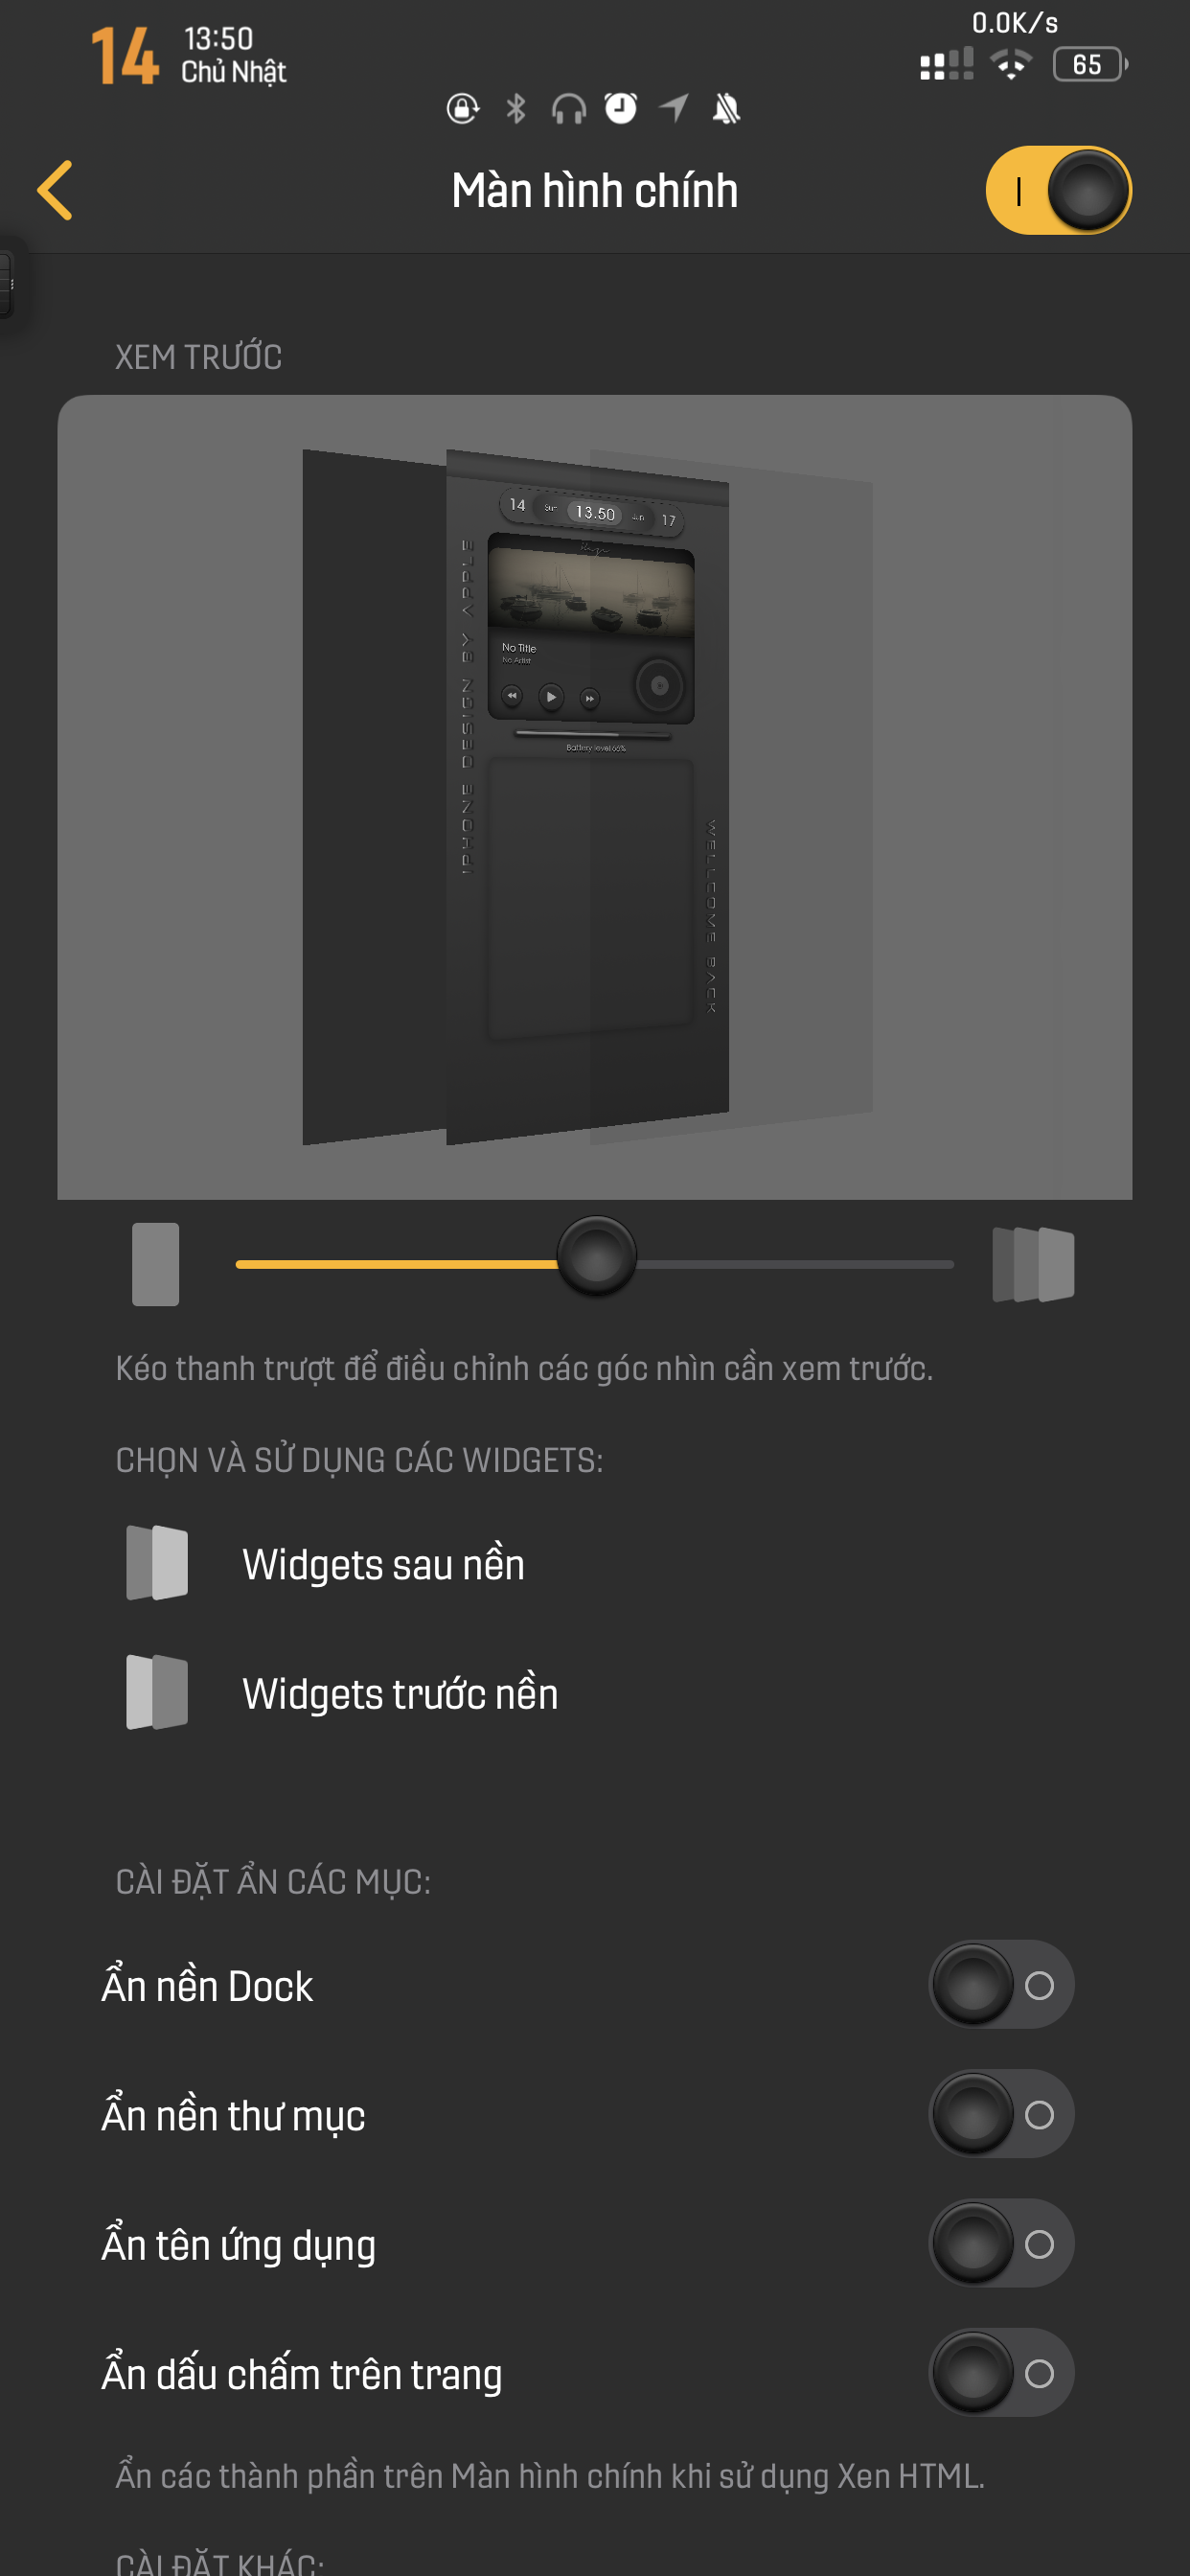 14
13:50
Chủ Nhật
0.0K/s
65
Màn hình chính
XEM TRƯỚC
14 Sun 13.50 Jun 17
IPHONE DESIGN BY APPLE
No Title
No Artist
Battery level 66%
WELLCOME BACK
Kéo thanh trượt để điều chỉnh các góc nhìn cần xem trước.
CHỌN VÀ SỬ DỤNG CÁC WIDGETS:
Widgets sau nền
Widgets trước nền
CÀI ĐẶT ẨN CÁC MỤC:
Ẩn nền Dock
Ẩn nền thư mục
Ẩn tên ứng dụng
Ẩn dấu chấm trên trang
Ẩn các thành phần trên Màn hình chính khi sử dụng Xen HTML.
CÀI ĐẶT KHÁC: